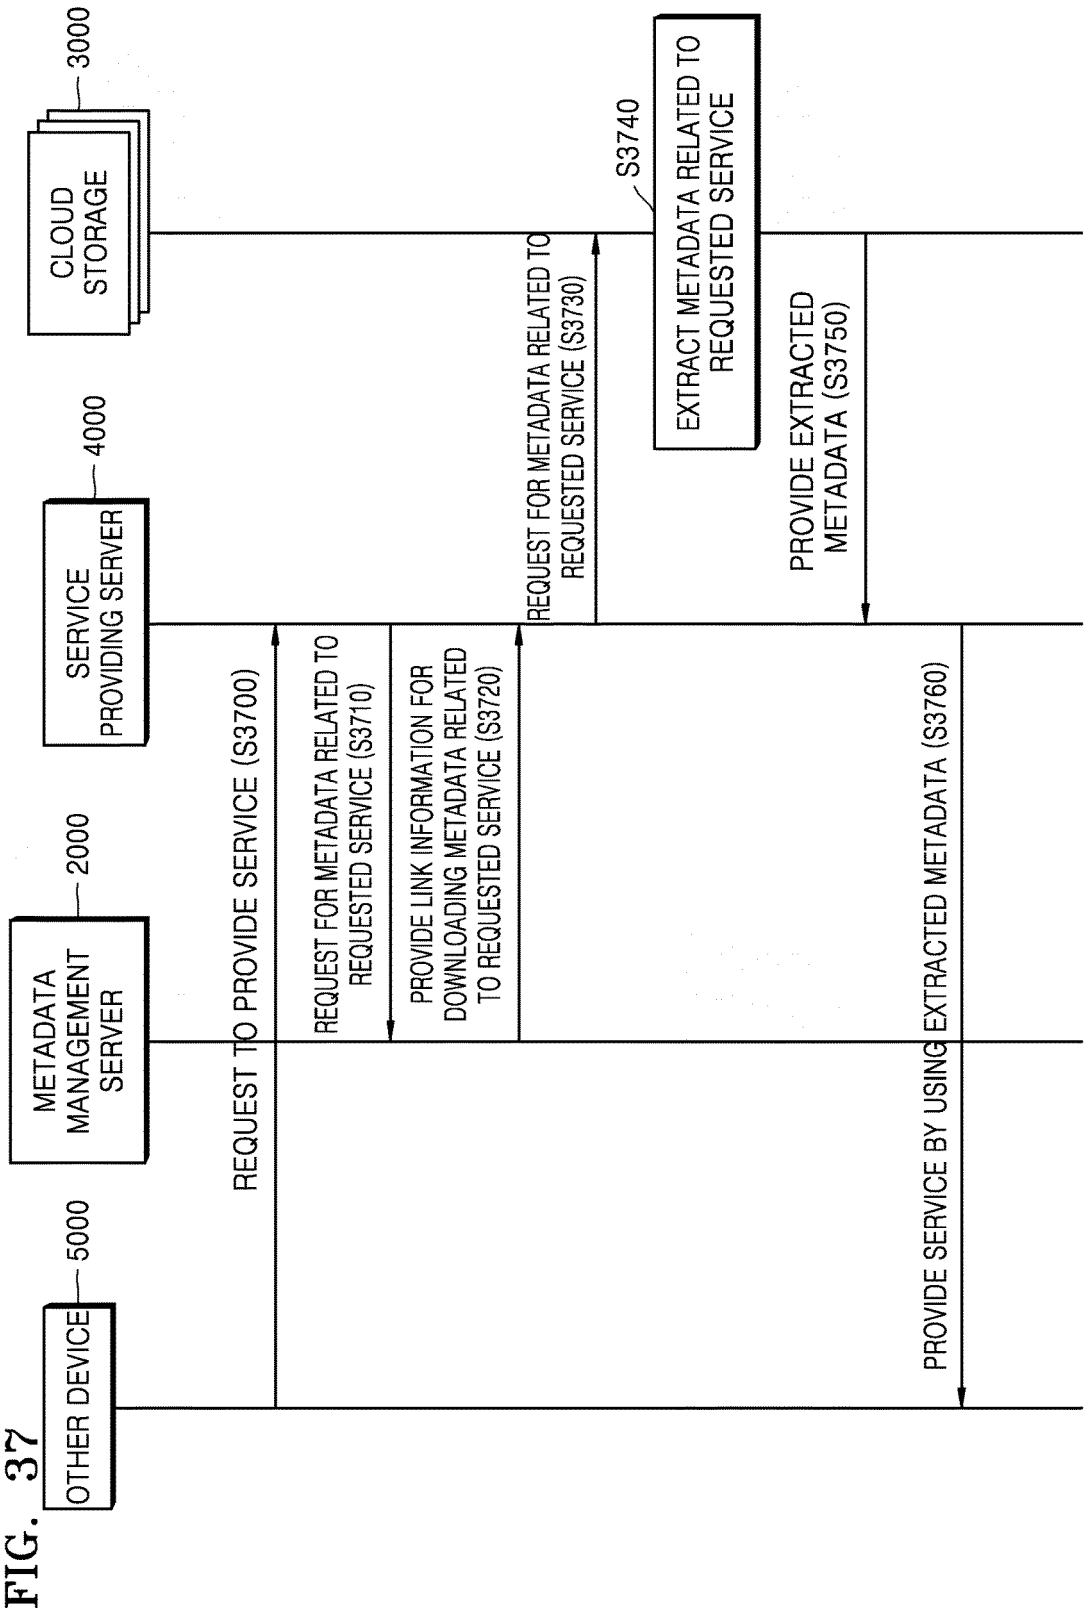 FIG. 37
OTHER DEVICE
5000
METADATA
MANAGEMENT
SERVER
2000
SERVICE
PROVIDING SERVER
4000
CLOUD
STORAGE
3000
REQUEST TO PROVIDE SERVICE (S3700)
REQUEST FOR METADATA RELATED TO
REQUESTED SERVICE (S3710)
PROVIDE LINK INFORMATION FOR
DOWNLOADING METADATA RELATED
TO REQUESTED SERVICE (S3720)
REQUEST FOR METADATA RELATED TO
REQUESTED SERVICE (S3730)
S3740
EXTRACT METADATA RELATED TO
REQUESTED SERVICE
PROVIDE EXTRACTED
METADATA (S3750)
PROVIDE SERVICE BY USING EXTRACTED METADATA (S3760)